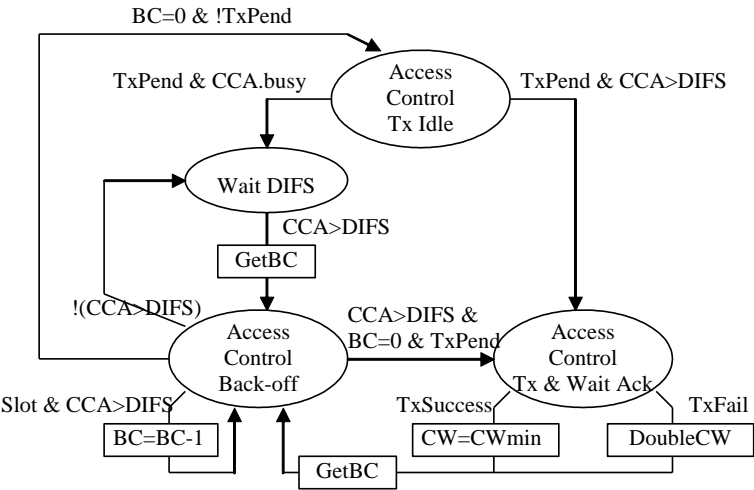 BC=0 & !TxPend
TxPend & CCA.busy
Access
Control
Tx Idle
TxPend & CCA>DIFS
Wait DIFS
CCA>DIFS
GetBC
!(CCA>DIFS)
Access
Control
Back-off
CCA>DIFS &
BC=0 & TxPend
Access
Control
Tx & Wait Ack
Slot & CCA>DIFS
TxSuccess
TxFail
BC=BC-1
CW=CWmin
DoubleCW
GetBC